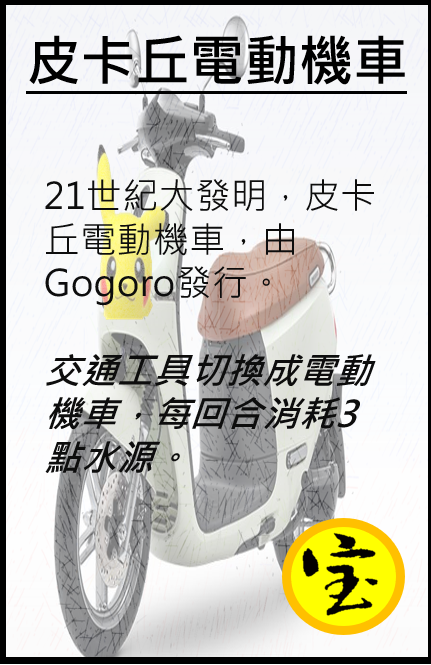 皮卡丘電動機車
21世紀大發明，皮卡
丘電動機車，由
Gogoro發行。
交通工具切換成電動
機車，每回合消耗3
點水源。
宝